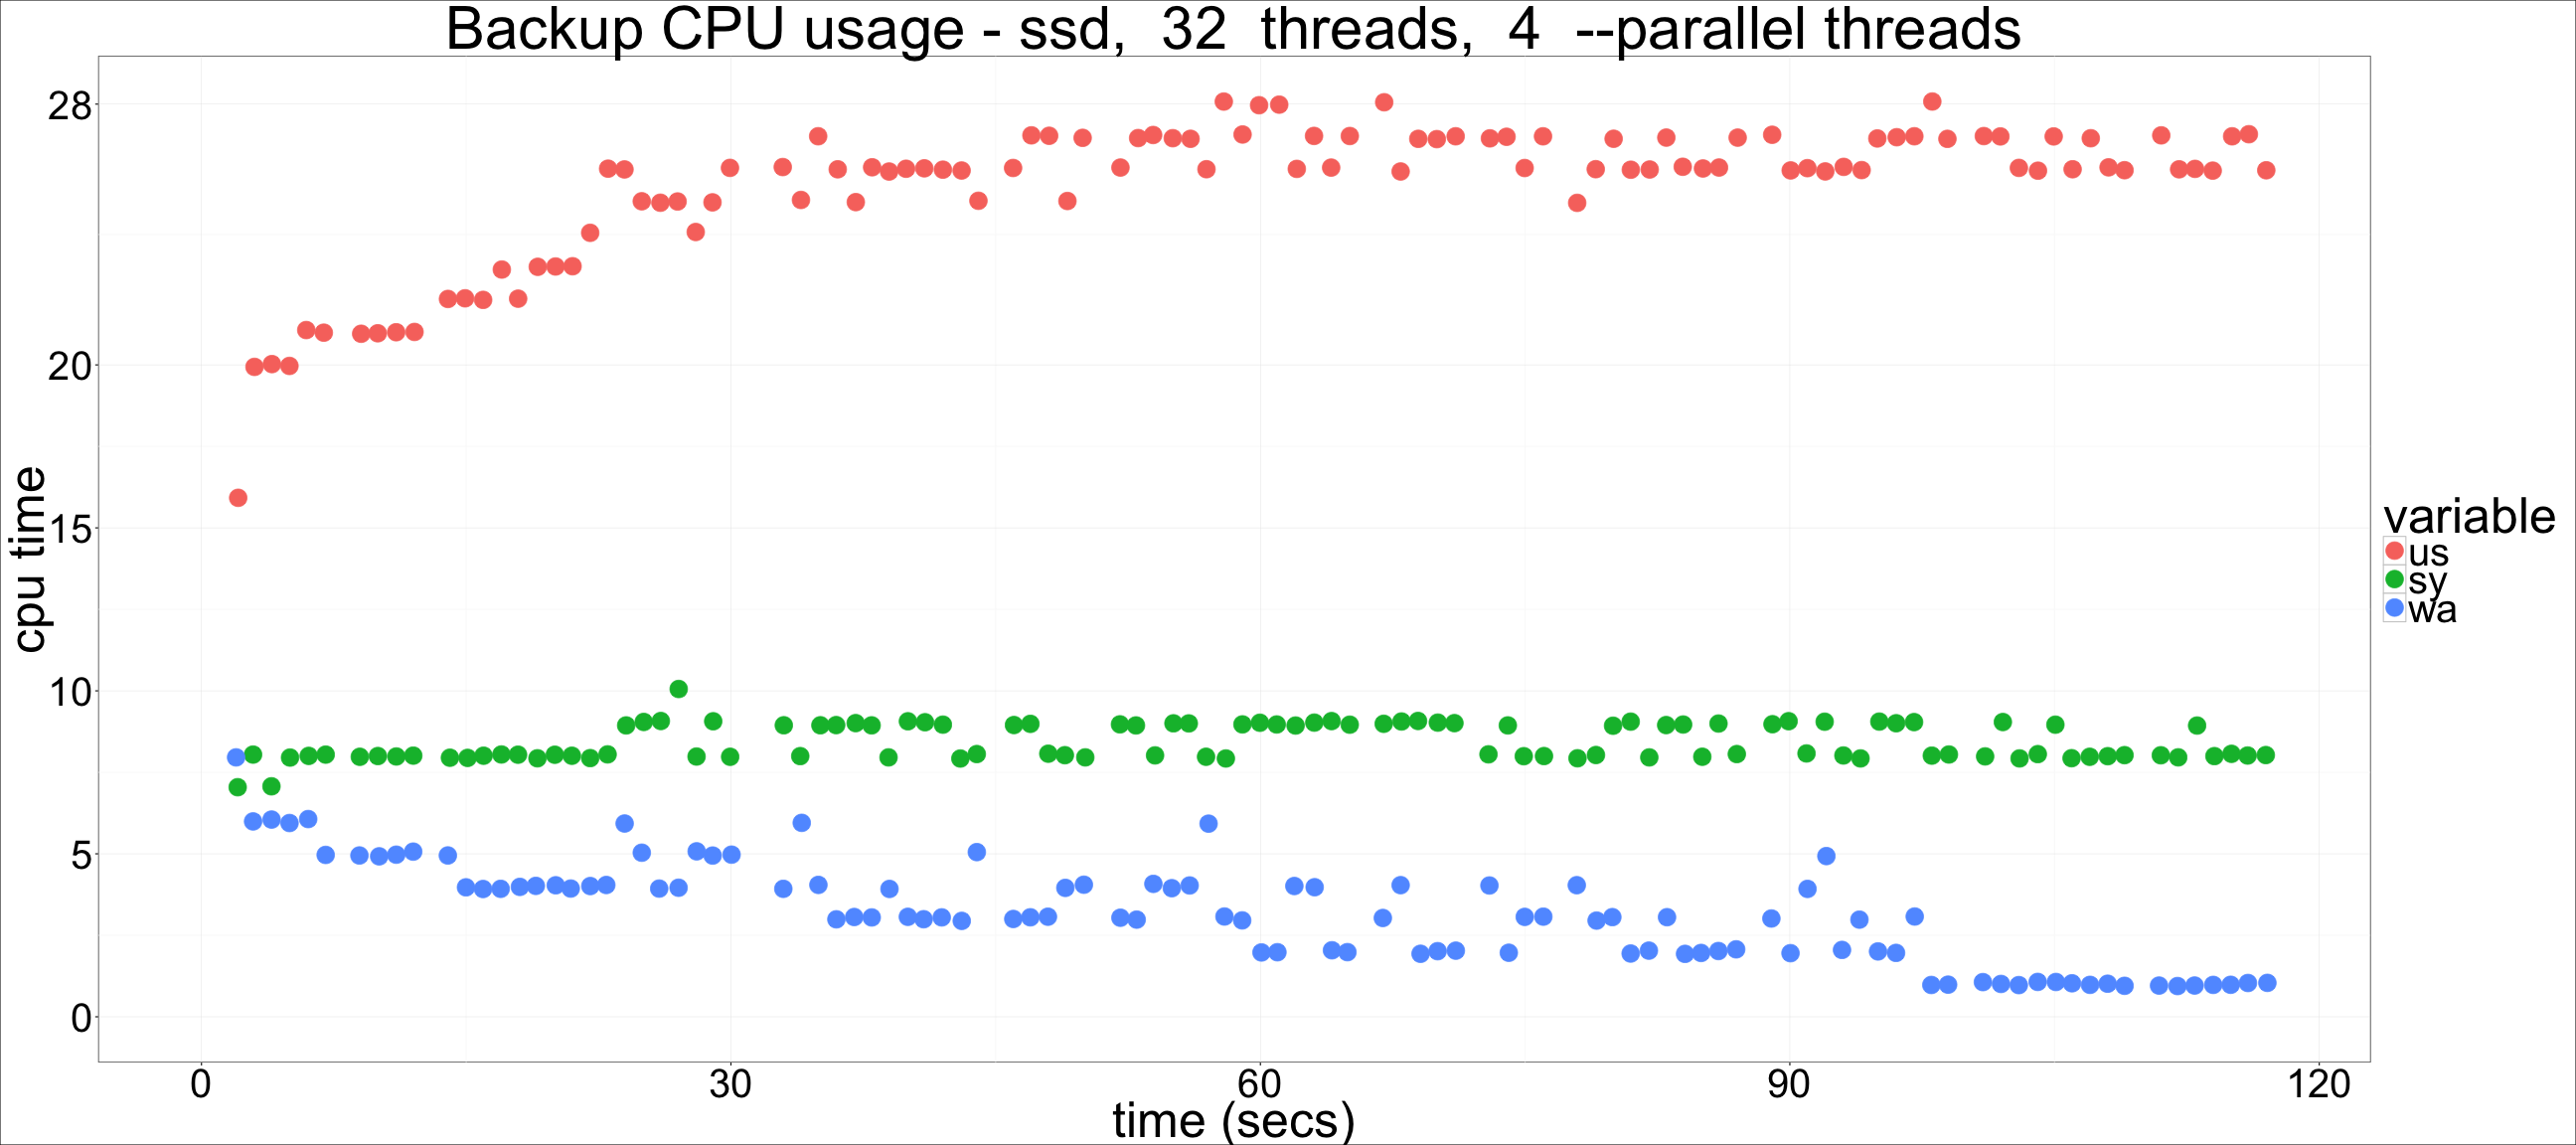 Backup CPU usage - ssd,  32  threads,  4  --parallel threads
cpu time
28
20
15
10
5
0
0 30 60 90 120
time (secs)
variable
us
sy
wa